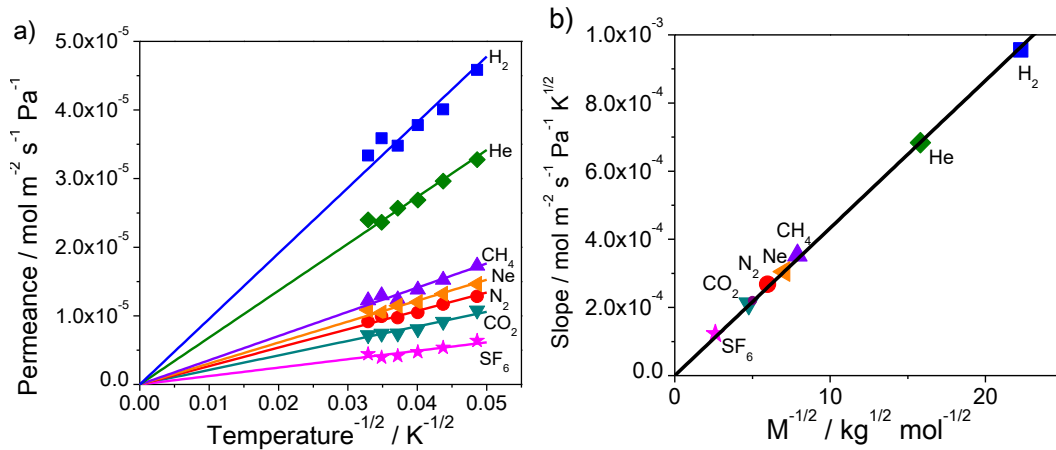 a)
5.0x10⁻⁵
4.0x10⁻⁵
3.0x10⁻⁵
2.0x10⁻⁵
1.0x10⁻⁵
0.0
Permeance / mol m⁻² s⁻¹ Pa⁻¹
H₂
He
CH₄
Ne
N₂
CO₂
SF₆
0.00 0.01 0.02 0.03 0.04 0.05
Temperature⁻¹/² / K⁻¹/²
b)
1.0x10⁻³
8.0x10⁻⁴
6.0x10⁻⁴
4.0x10⁻⁴
2.0x10⁻⁴
0.0
Slope / mol m⁻² s⁻¹ Pa⁻¹ K¹/²
H₂
He
CH₄
Ne
N₂
CO₂
SF₆
0 10 20
M⁻¹/² / kg¹/² mol⁻¹/²